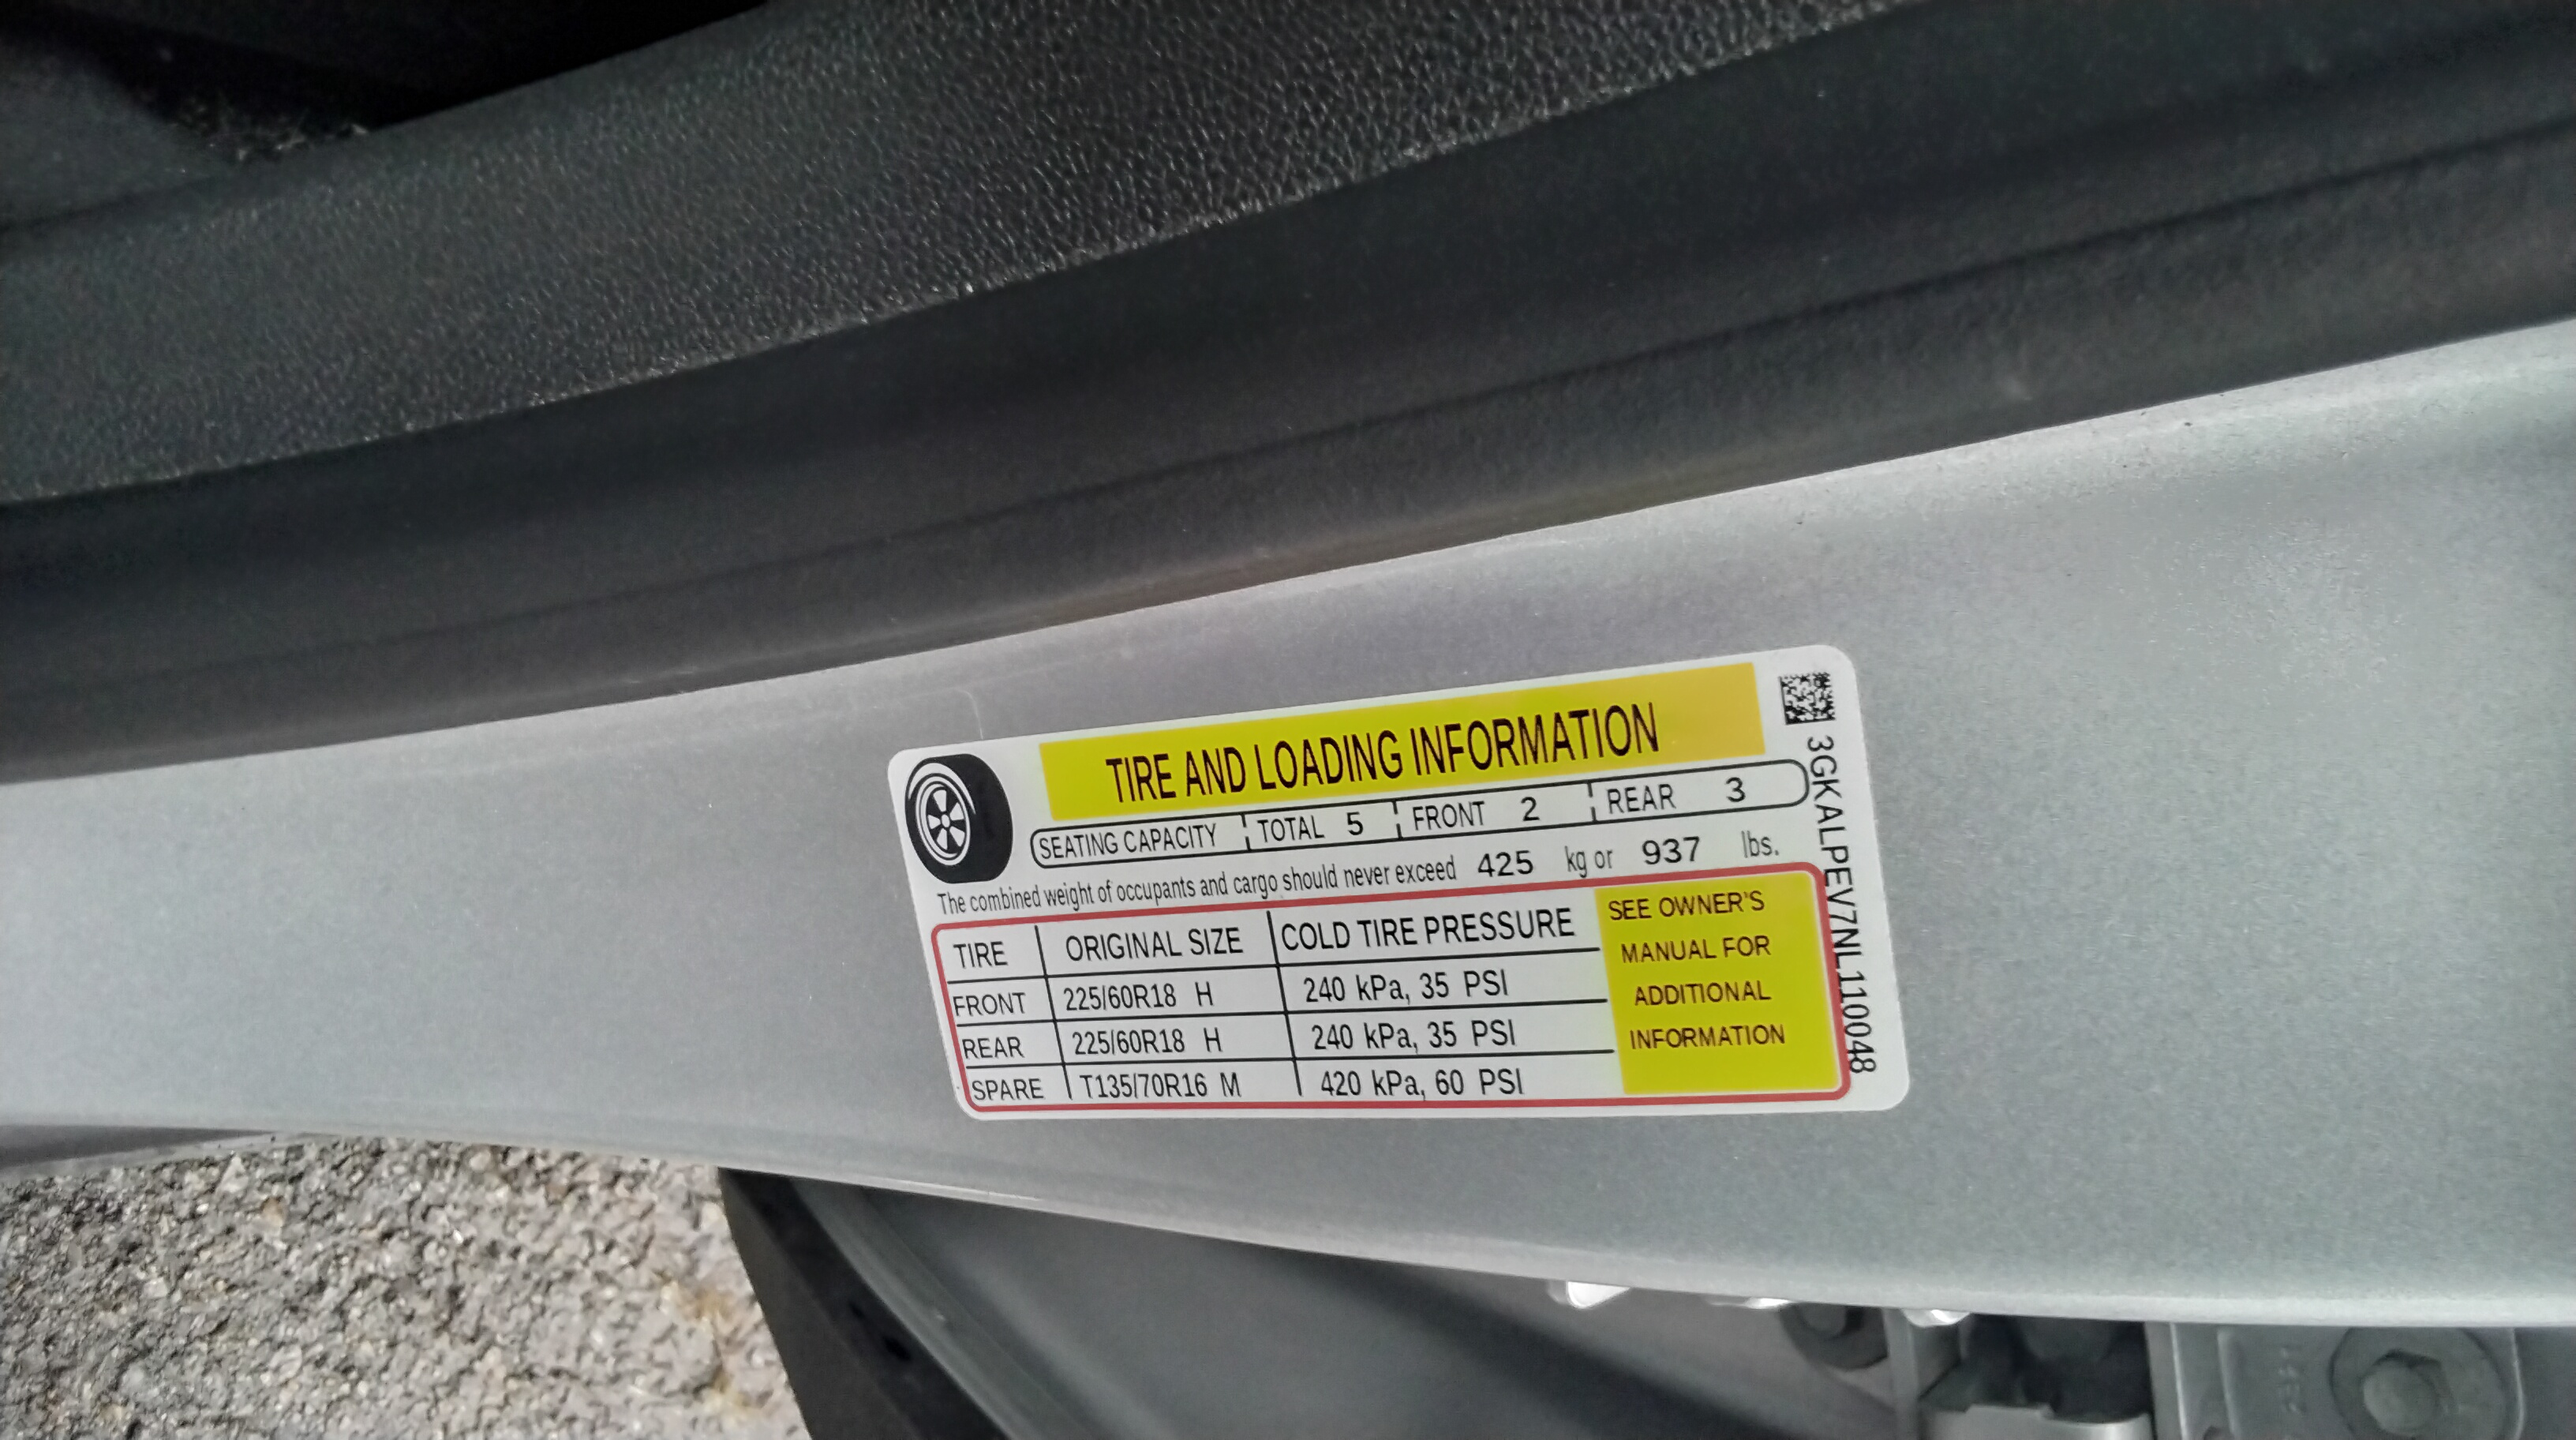 TIRE AND LOADING INFORMATION
SEATING CAPACITY TOTAL 5 FRONT 2 REAR 3
The combined weight of occupants and cargo should never exceed 425 kg or 937 lbs.
TIRE ORIGINAL SIZE COLD TIRE PRESSURE
FRONT 225/60R18 H 240 kPa, 35 PSI
REAR 225/60R18 H 240 kPa, 35 PSI
SPARE T135/70R16 M 420 kPa, 60 PSI
SEE OWNER'S
MANUAL FOR
ADDITIONAL
INFORMATION
3GKALPEV7NL110048